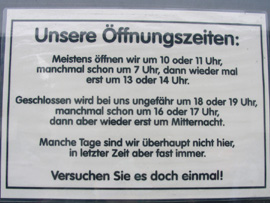 Unsere Öffnungszeiten:
Meistens öffnen wir um 10 oder 11 Uhr,
manchmal schon um 7 Uhr, dann wieder mal
erst um 13 oder 14 Uhr.
Geschlossen wird bei uns ungefähr um 18 oder 19 Uhr,
manchmal schon um 16 oder 17 Uhr,
dann aber wieder erst um Mitternacht.
Manche Tage sind wir überhaupt nicht hier,
in letzter Zeit aber fast immer.
Versuchen Sie es doch einmal!